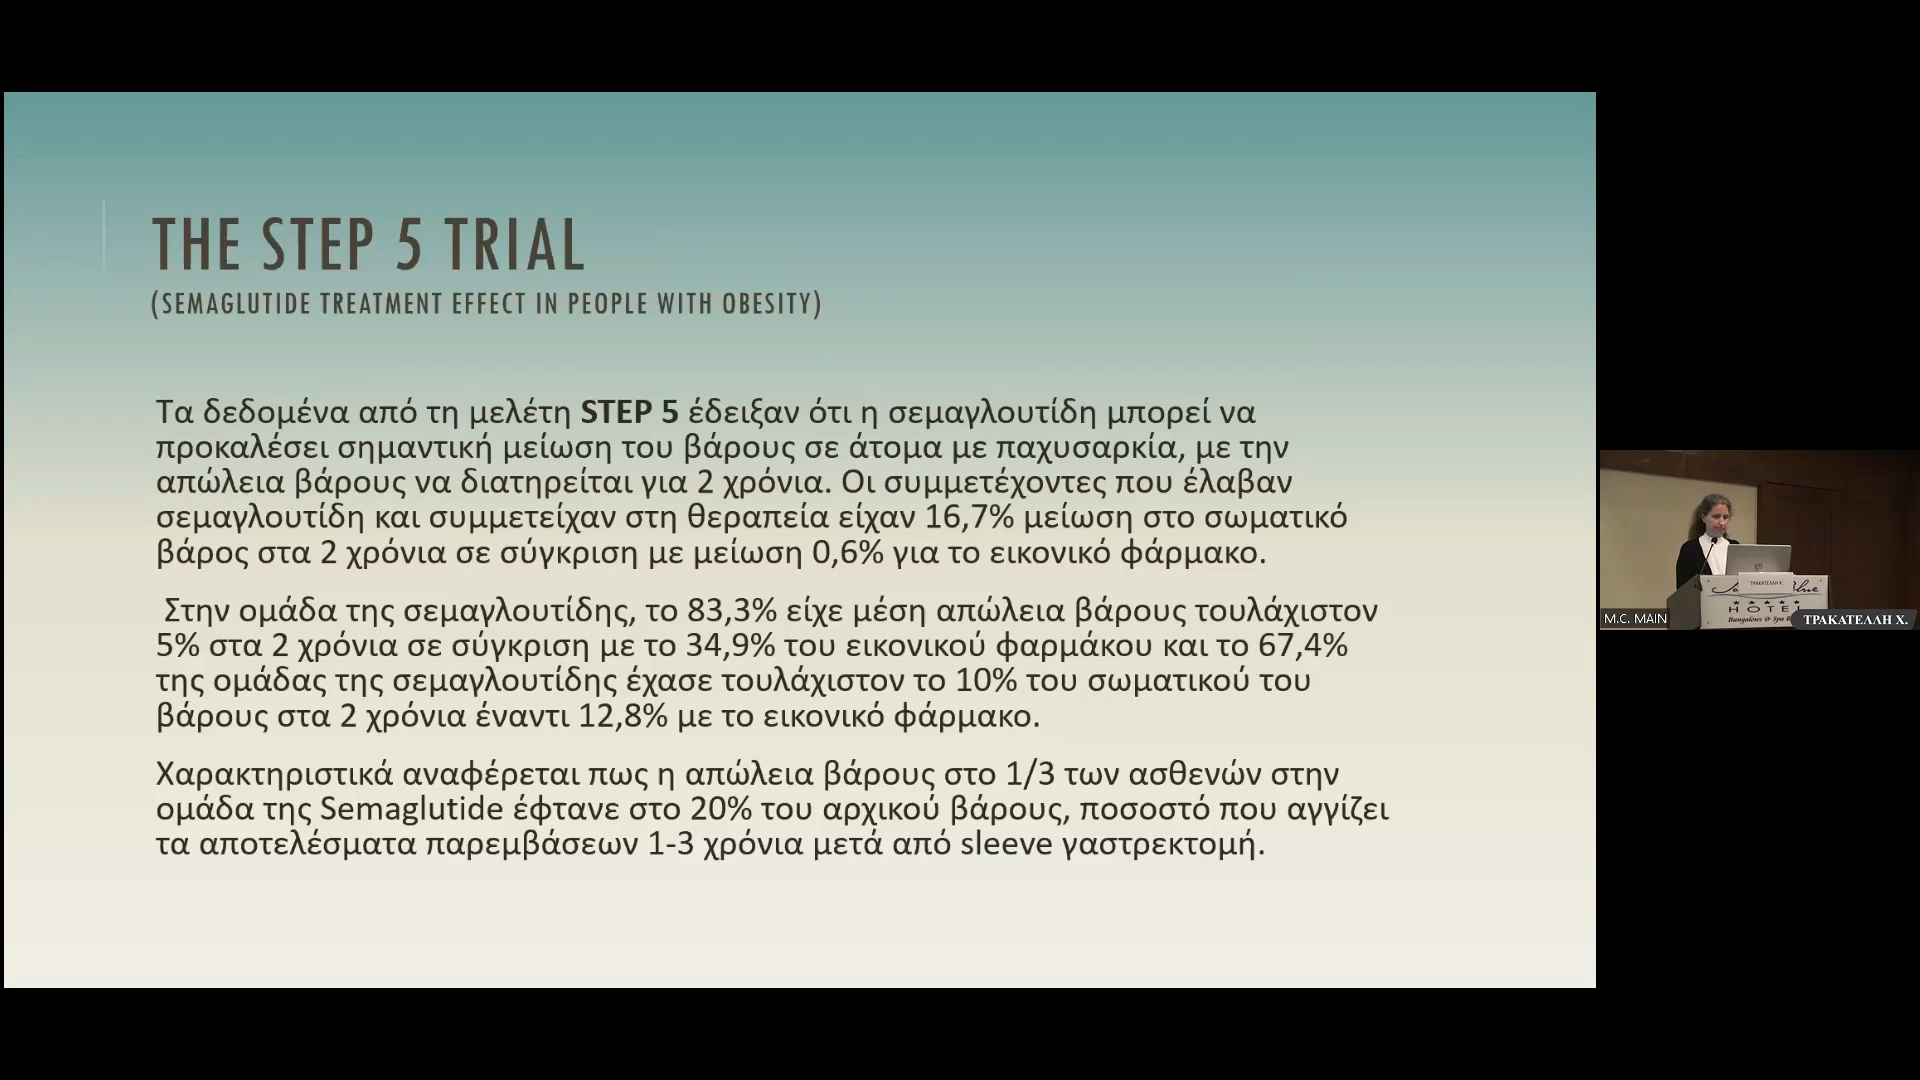 THE STEP 5 TRIAL
(SEMAGLUTIDE TREATMENT EFFECT IN PEOPLE WITH OBESITY)
Τα δεδομένα από τη μελέτη STEP 5 έδειξαν ότι η σεμαγλουτίδη μπορεί να
προκαλέσει σημαντική μείωση του βάρους σε άτομα με παχυσαρκία, με την
απώλεια βάρους να διατηρείται για 2 χρόνια. Οι συμμετέχοντες που έλαβαν
σεμαγλουτίδη και συμμετείχαν στη θεραπεία είχαν 16,7% μείωση στο σωματικό
βάρος στα 2 χρόνια σε σύγκριση με μείωση 0,6% για το εικονικό φάρμακο.
Στην ομάδα της σεμαγλουτίδης, το 83,3% είχε μέση απώλεια βάρους τουλάχιστον
5% στα 2 χρόνια σε σύγκριση με το 34,9% του εικονικού φαρμάκου και το 67,4%
της ομάδας της σεμαγλουτίδης έχασε τουλάχιστον το 10% του σωματικού του
βάρους στα 2 χρόνια έναντι 12,8% με το εικονικό φάρμακο.
Χαρακτηριστικά αναφέρεται πως η απώλεια βάρους στο 1/3 των ασθενών στην
ομάδα της Semaglutide έφτανε στο 20% του αρχικού βάρους, ποσοστό που αγγίζει
τα αποτελέσματα παρεμβάσεων 1-3 χρόνια μετά από sleeve γαστρεκτομή.
ΤΡΑΚΑΤΕΛΛΗ Χ.
HOTEL
Bungalows & Spa
M.C. MAIN
ΤΡΑΚΑΤΕΛΛΗ Χ.